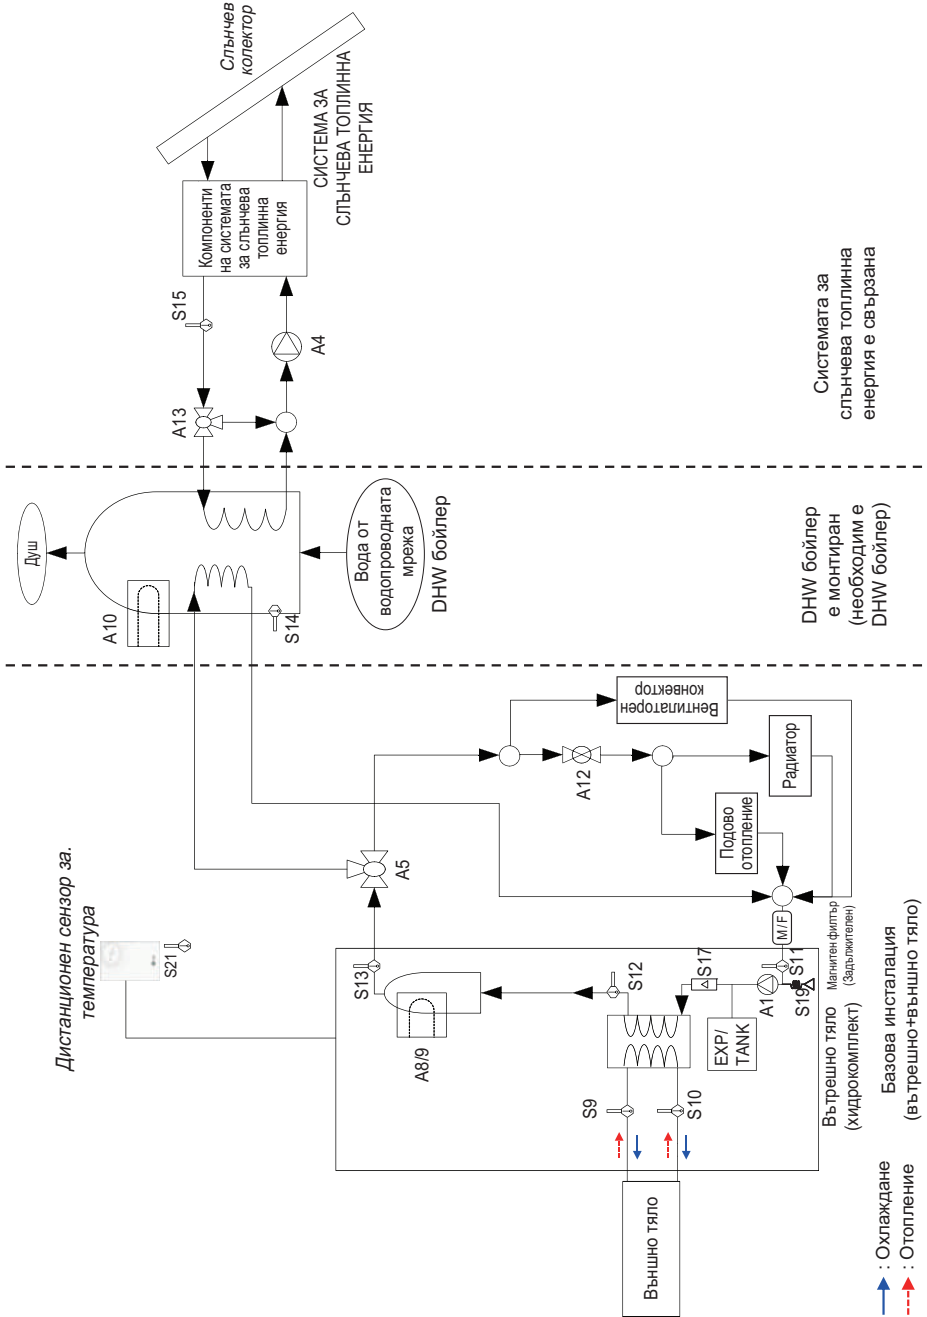 Слънчев
колектор
СИСТЕМА ЗА
СЛЪНЧЕВА ТОПЛИННА
ЕНЕРГИЯ
Компоненти
на системата
за слънчева
топлинна
енергия
S15
A4
A13
Системата за
слънчева топлинна
енергия е свързана
Душ
A10
S14
Вода от
водопроводната
мрежа
DHW бойлер
DHW бойлер
е монтиран
(необходим е
DHW бойлер)
Вентилаторен
конвектор
A12
Радиатор
Подово
отопление
A5
Дистанционен сензор за.
температура
S21
S13
A8/9
S12
S17
M/F
Магнитен филтър
(Задължителен)
S11
A1
S19
EXP/
TANK
S9
S10
Вътрешно тяло
(хидрокомплект)
Базова инсталация
(вътрешно+външно тяло)
Външно тяло
: Охлаждане
: Отопление